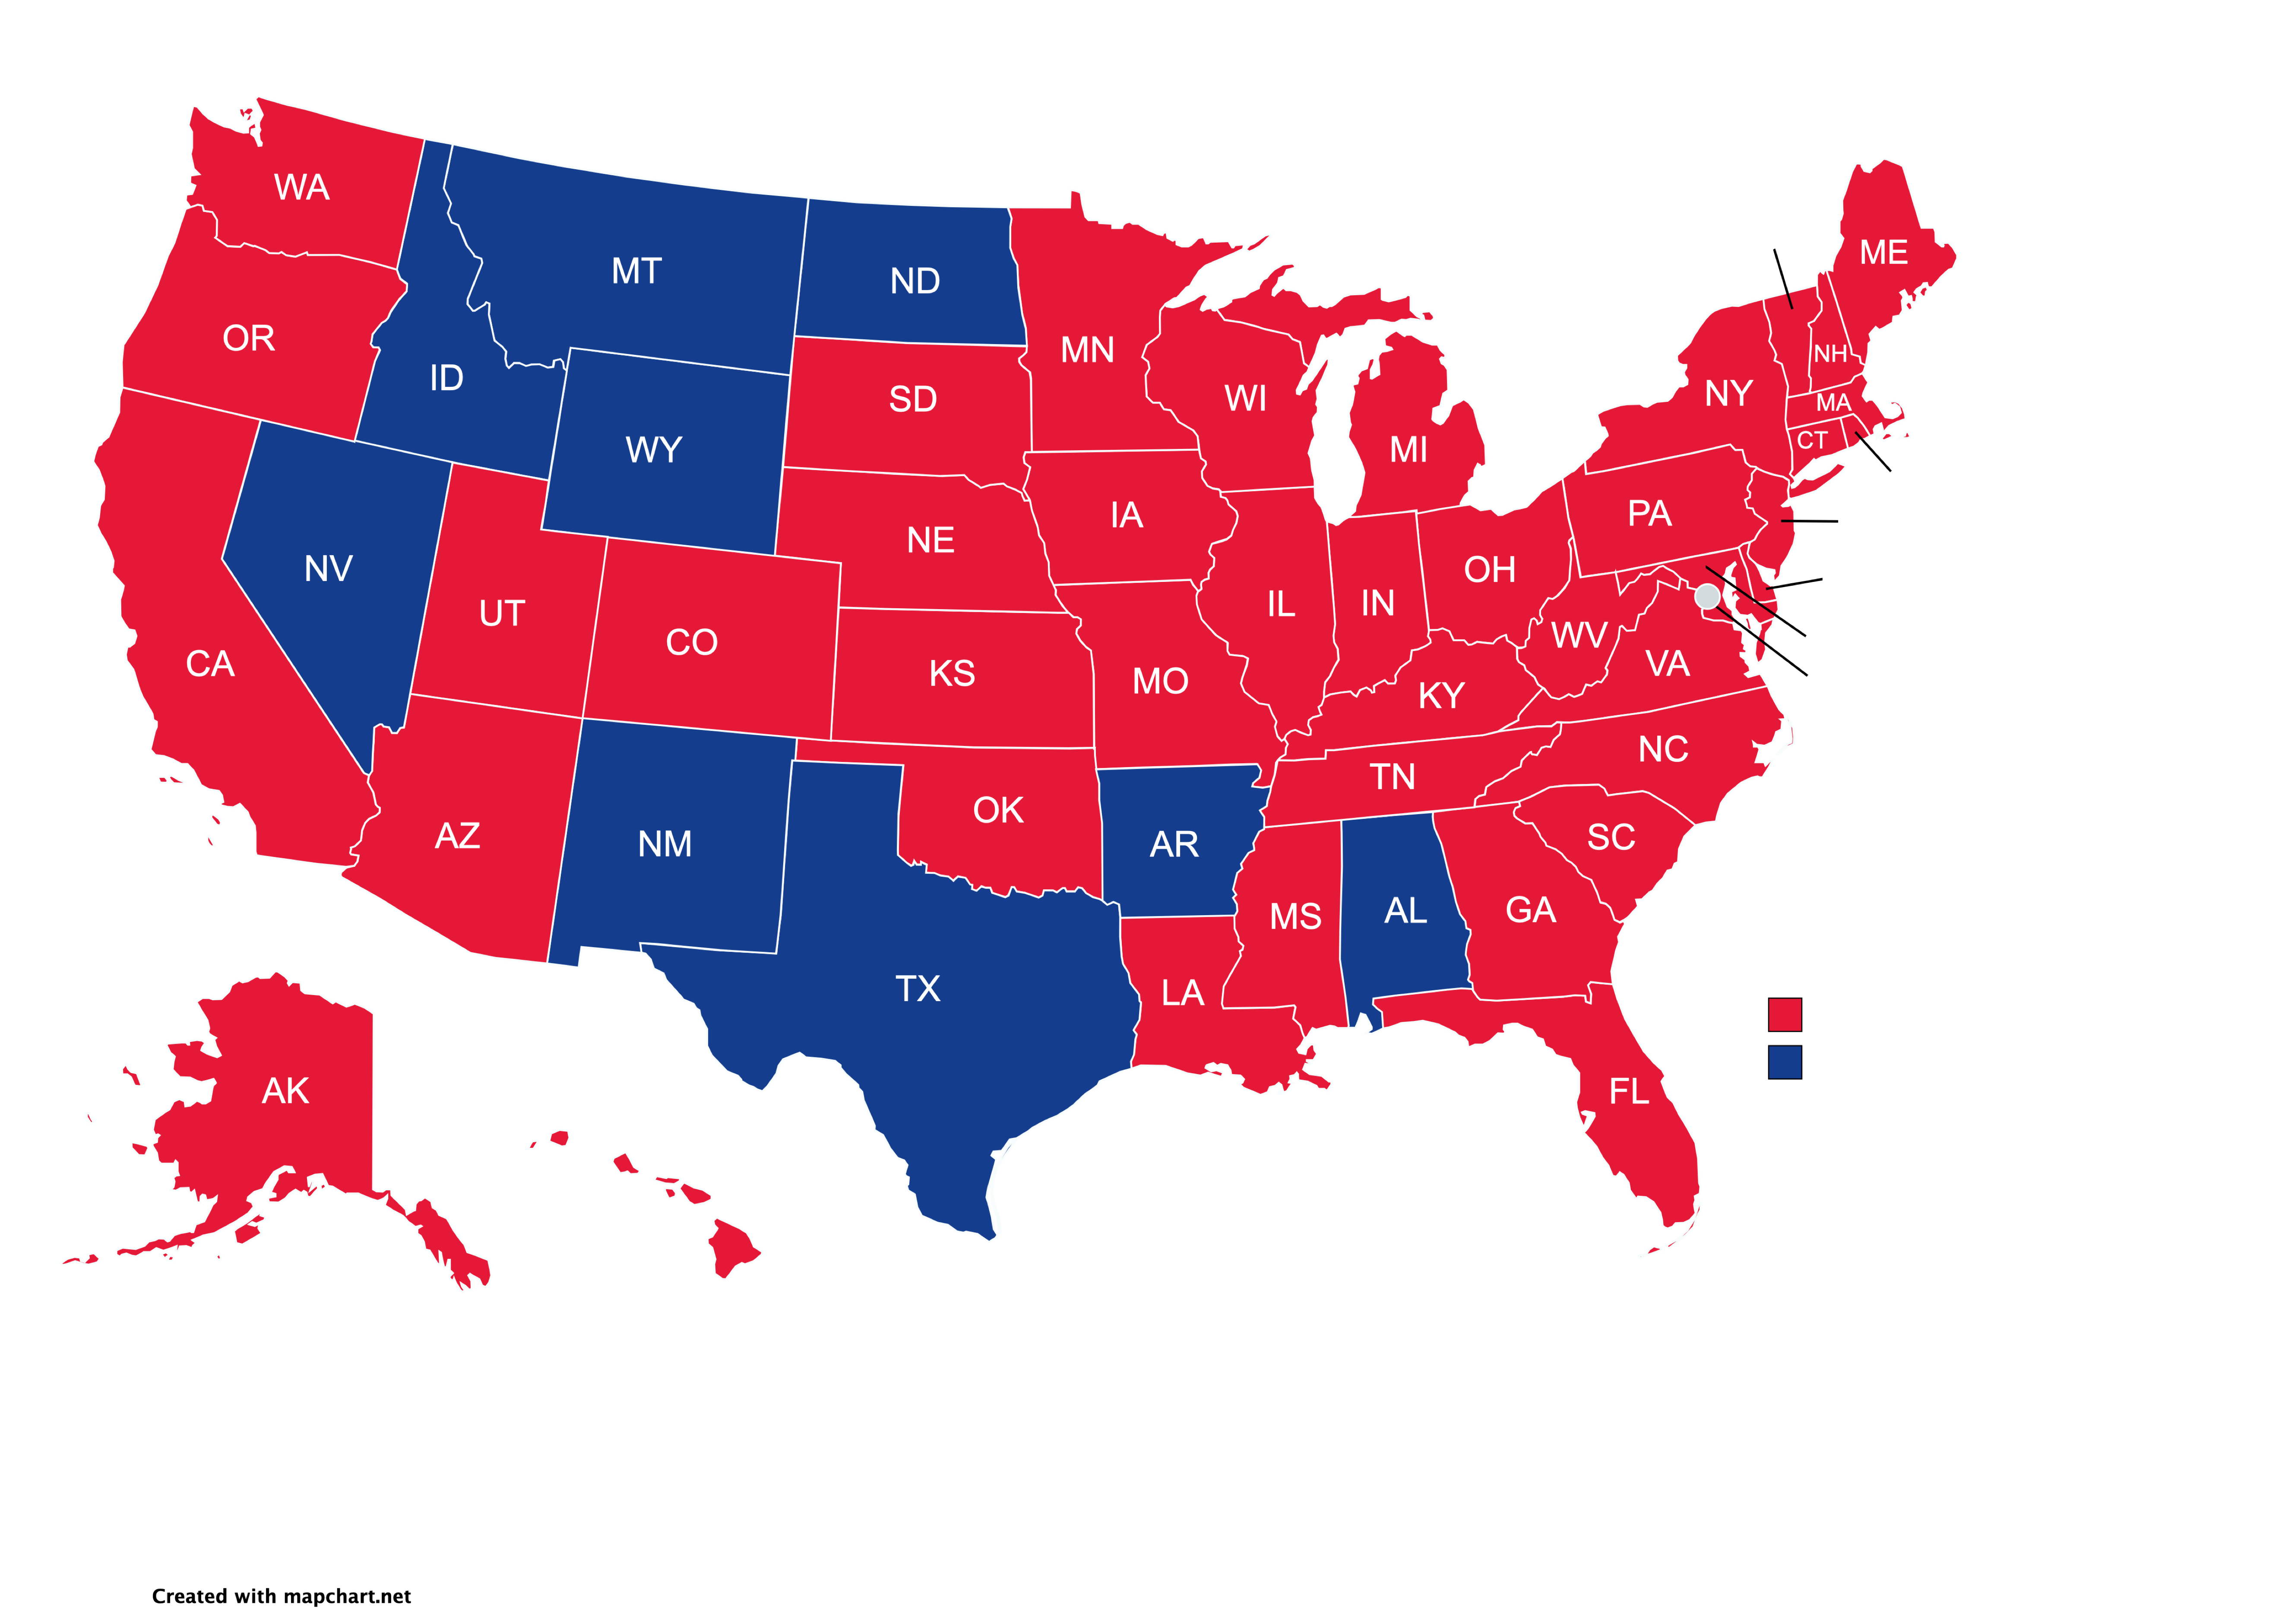 WA
MT
ND
ME
OR
MN
ID
SD
WI
NH
NY
MA
WY
MI
CT
IA
PA
NE
NV
OH
UT
IL
IN
CO
WV
CA
KS
VA
MO
KY
NC
TN
OK
AZ
NM
AR
SC
MS
AL
GA
TX
LA
AK
FL
Created with mapchart.net